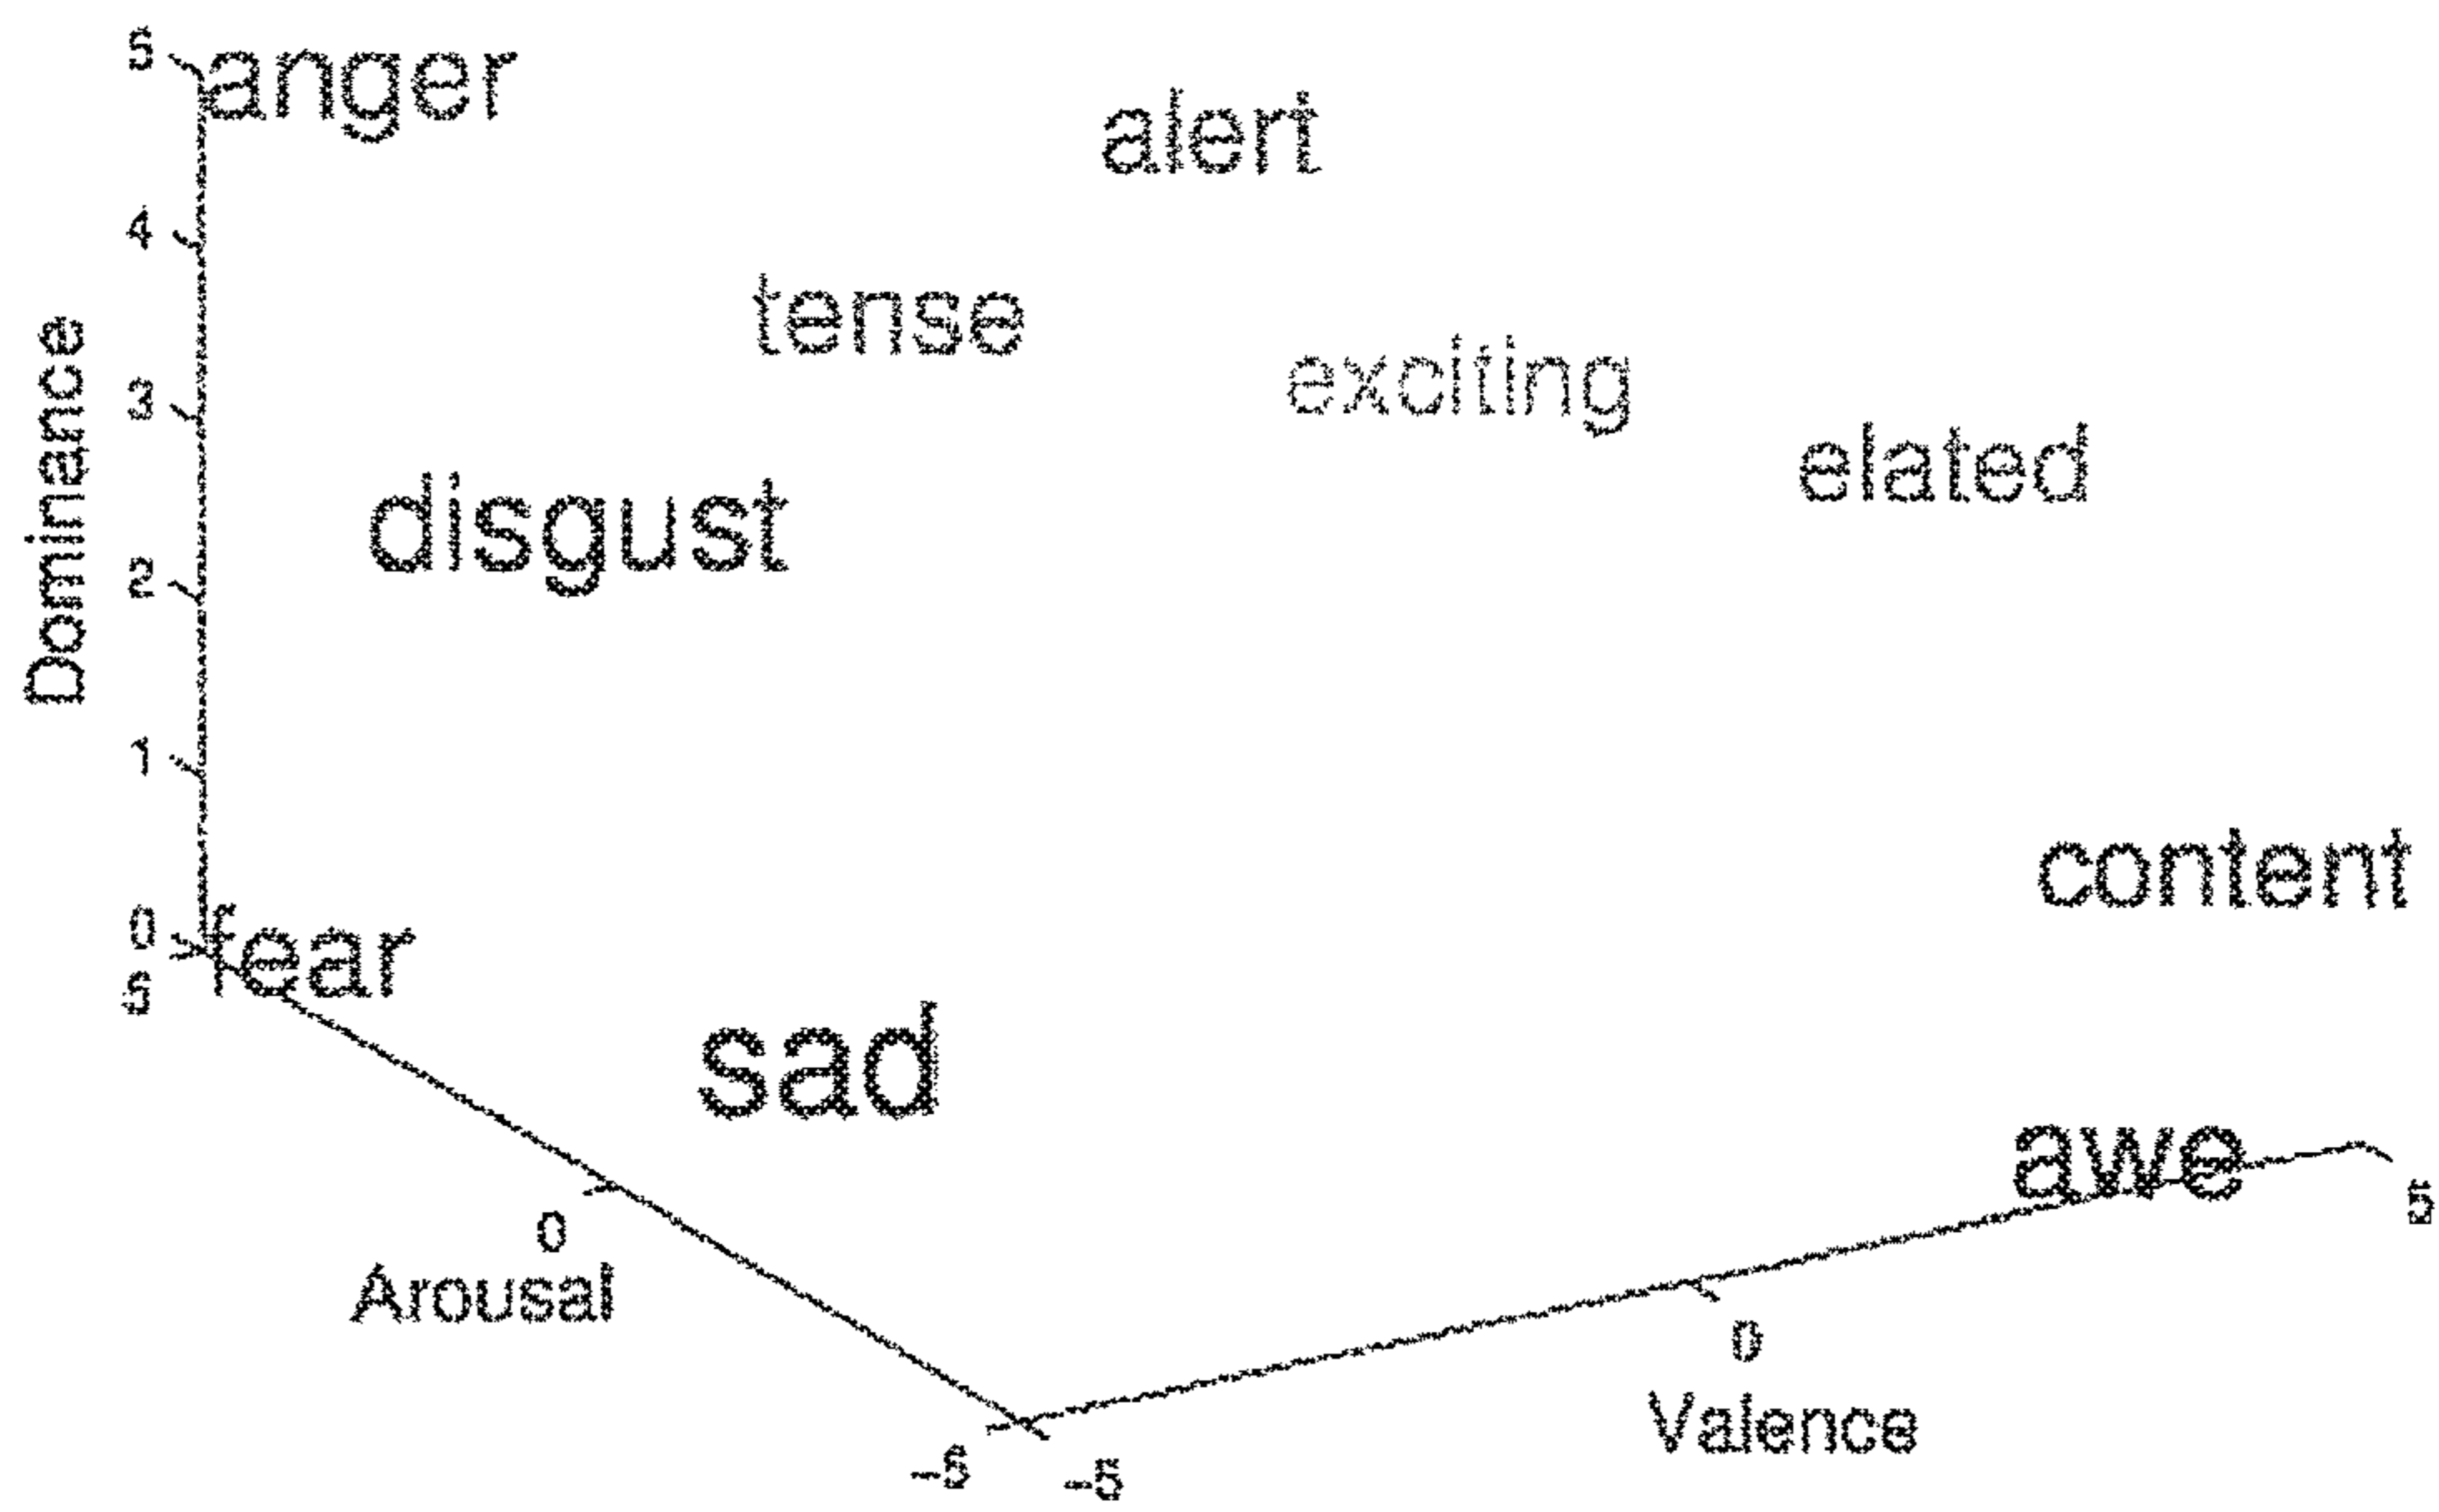 5
anger
alert
4
tense
exciting
3
elated
disgust
Dominance
2
1
content
0
fear
5
sad
awe
5
0
Arousal
0
Valence
-5
-5